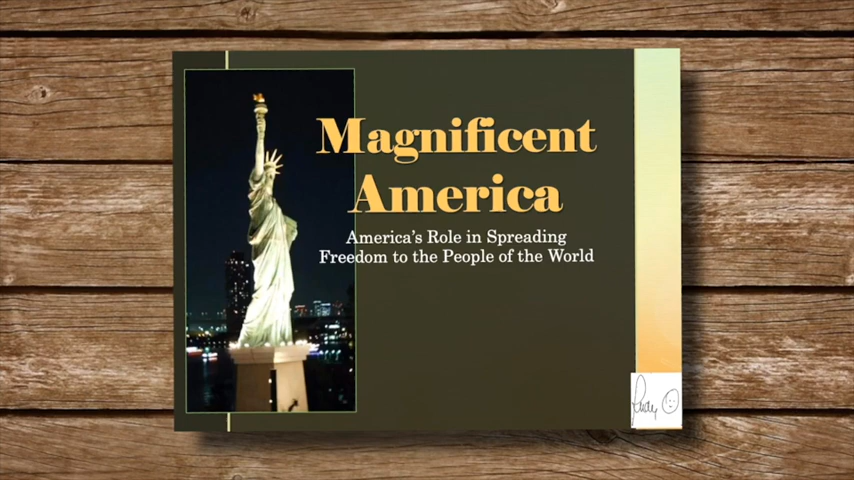 Magnificent
America
America's Role in Spreading
Freedom to the People of the World